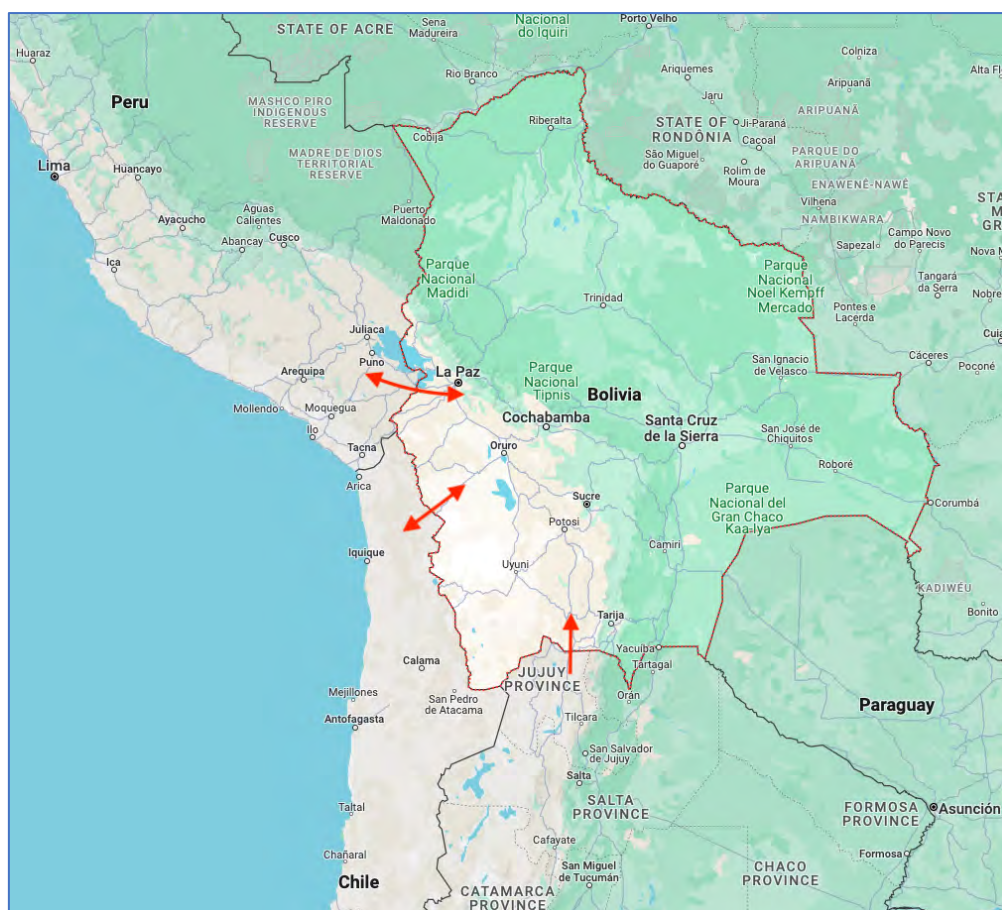 STATE OF ACRE
Sena
Madureira
Nacional
do Iquiri
Porto Velho
Huaraz
Colniza
Rio Branco
Ariquemes
Aripuanã
Alta Fl
Peru
MASHCO PIRO
INDIGENOUS
RESERVE
Jaru
ARIPUANÃ
Riberalta
STATE OF
RONDÔNIA
Ji-Paraná
Cacoal
Cobija
PARQUE DO
ARIPUANÃ
MADRE DE DIOS
TERRITORIAL
RESERVE
São Miguel
do Guaporé
Rolim de
Moura
Lima
Huancayo
ENAWENÊ-NAWÊ
Vilhena
STA
M
GR
Ayacucho
Aguas
Calientes
Puerto
Maldonado
NAMBIKWARA
Abancay
Cusco
Sapezal
Campo Novo
do Parecis
Nova M
Ica
Parque
Nacional
Madidi
Parque
Nacional
Noel Kempff
Mercado
Tangará
da Serra
Trinidad
Nobre
Pontes e
Lacerda
Juliaca
Cuia
Puno
San Ignacio
de Velasco
Cáceres
Arequipa
La Paz
Parque
Nacional
Tipnis
Poconé
Bolivia
Mollendo
Moquegua
Cochabamba
Santa Cruz
de la Sierra
Ilo
San José de
Chiquitos
Tacna
Oruro
Roboré
Arica
Parque
Nacional del
Gran Chaco
Kaa-Iya
Sucre
Corumbá
Potosi
Iquique
Camiri
Uyuni
KADIWÉU
Bonito
Tarija
Yacuiba
Calama
JUJUY
PROVINCE
Tartagal
Mejillones
San Pedro
de Atacama
Orán
Paraguay
Antofagasta
Tilcara
San Salvador
de Jujuy
Salta
Taltal
SALTA
PROVINCE
FORMOSA
PROVINCE
Asunción
Cafayate
Chañaral
Formosa
Chile
San Miguel
de Tucumán
CHACO
PROVINCE
CATAMARCA
PROVINCE